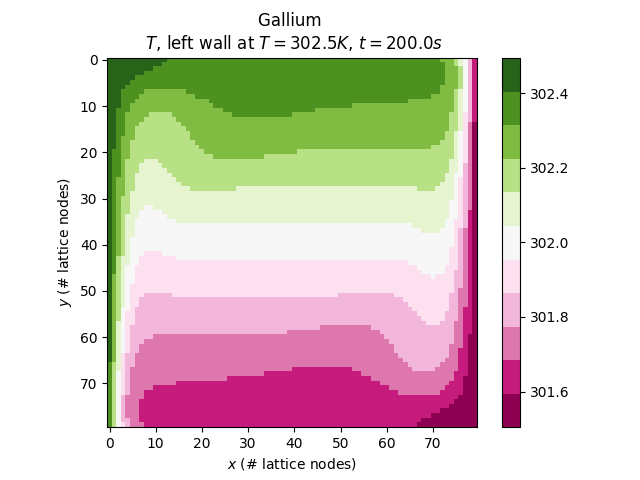 Gallium
T, left wall at T = 302.5K, t = 200.0s
0
10
20
30
40
50
60
70
y (# lattice nodes)
0 10 20 30 40 50 60 70
x (# lattice nodes)
302.4
302.2
302.0
301.8
301.6